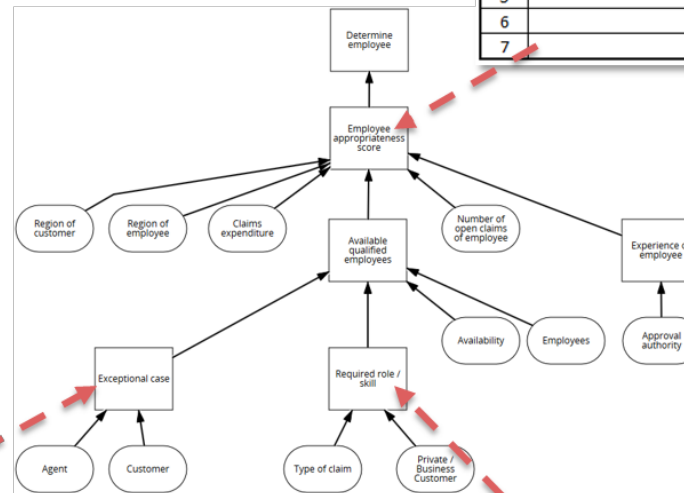 6
7
Determine
employee
Employee
appropriateness
score
Region of
customer
Region of
employee
Claims
expenditure
Number of
open claims
of employee
Available
qualified
employees
Experience
employee
Availability
Employees
Approval
authority
Exceptional case
Required role /
skill
Agent
Customer
Type of claim
Private /
Business
Customer